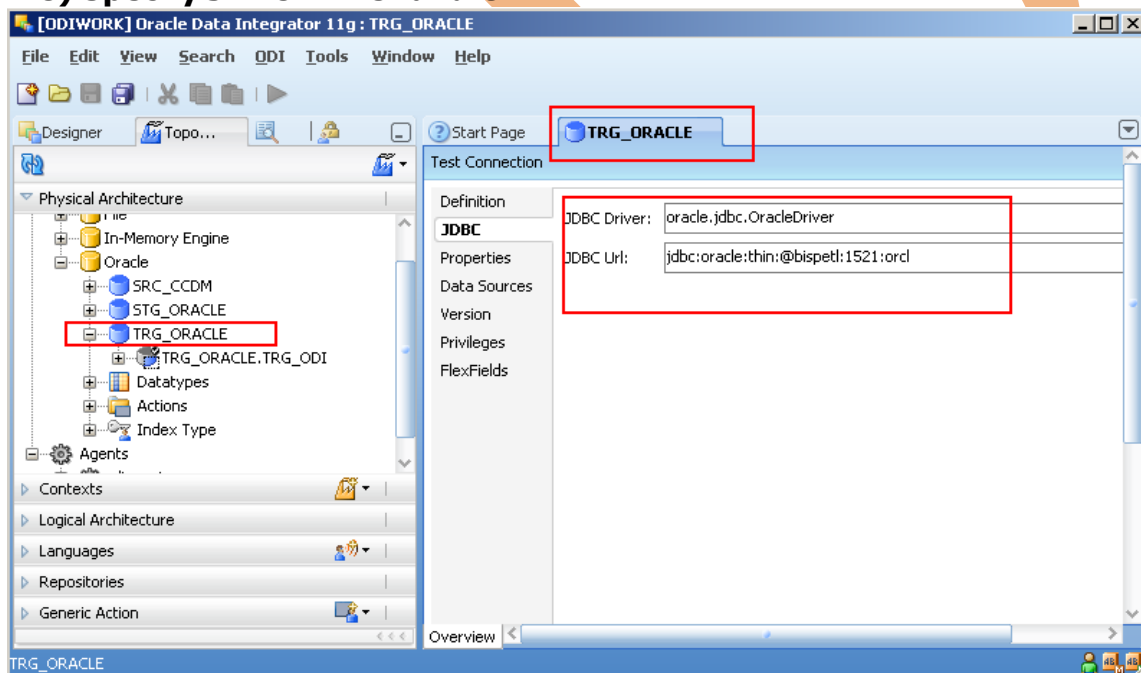 [ODIWORK] Oracle Data Integrator 11g : TRG_ORACLE
File Edit View Search ODI Tools Window Help
Designer Topo...
Start Page TRG_ORACLE
Test Connection
Physical Architecture
File
In-Memory Engine
Oracle
SRC_CCDM
STG_ORACLE
TRG_ORACLE
TRG_ORACLE.TRG_ODI
Datatypes
Actions
Index Type
Agents
Contexts
Logical Architecture
Languages
Repositories
Generic Action
Definition
JDBC
Properties
Data Sources
Version
Privileges
FlexFields
JDBC Driver: oracle.jdbc.OracleDriver
JDBC Url: jdbc:oracle:thin:@bispetl:1521:orcl
Overview
TRG_ORACLE